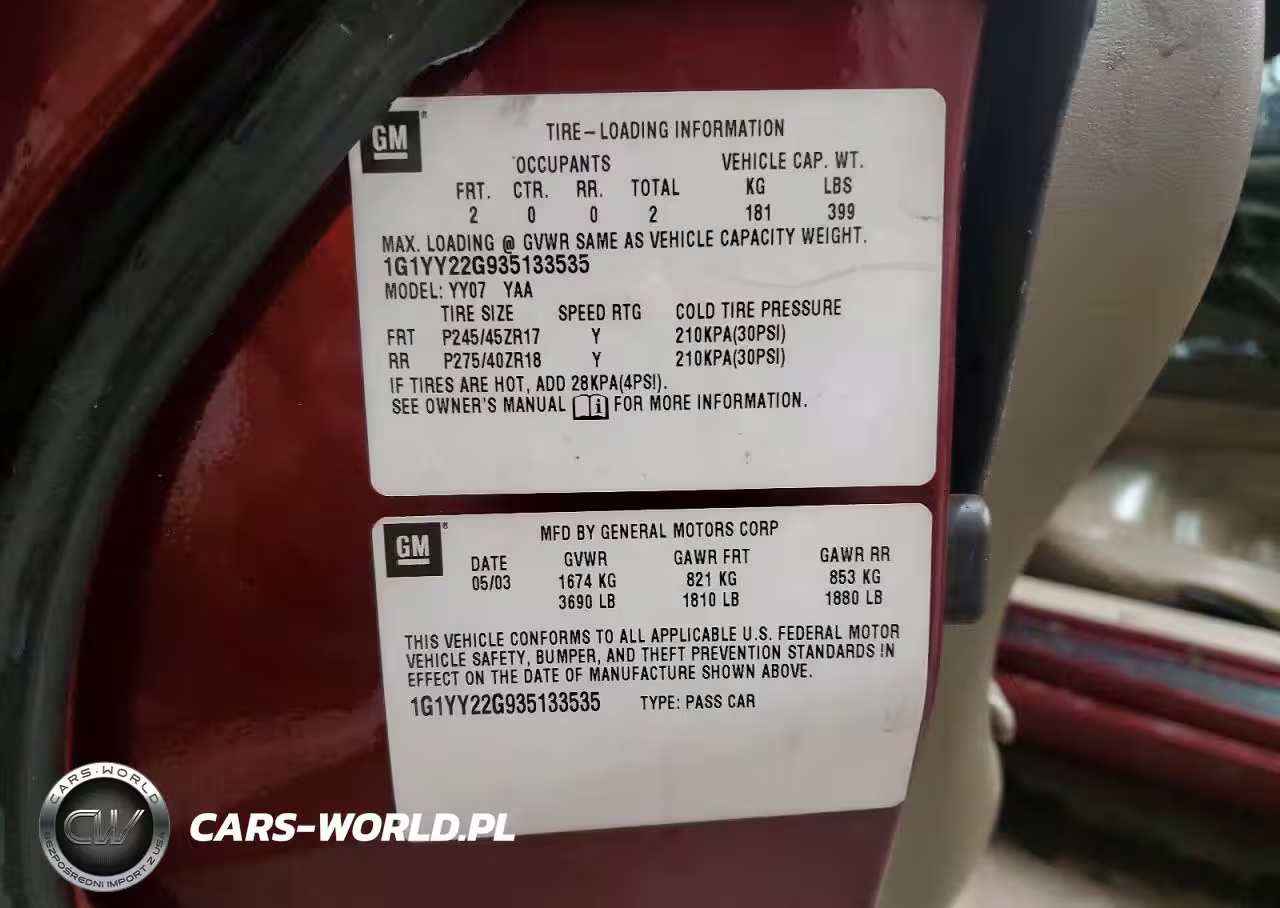 GM
TIRE–LOADING INFORMATION
OCCUPANTS VEHICLE CAP. WT.
FRT. CTR. RR. TOTAL KG LBS
2 0 0 2 181 399
MAX. LOADING @ GVWR SAME AS VEHICLE CAPACITY WEIGHT.
1G1YY22G935133535
MODEL: YY07 YAA
TIRE SIZE SPEED RTG COLD TIRE PRESSURE
FRT P245/45ZR17 Y 210KPA(30PSI)
RR P275/40ZR18 Y 210KPA(30PSI)
IF TIRES ARE HOT, ADD 28KPA(4PSI).
SEE OWNER'S MANUAL i FOR MORE INFORMATION.
GM
MFD BY GENERAL MOTORS CORP
DATE GVWR GAWR FRT GAWR RR
05/03 1674 KG 821 KG 853 KG
3690 LB 1810 LB 1880 LB
THIS VEHICLE CONFORMS TO ALL APPLICABLE U.S. FEDERAL MOTOR
VEHICLE SAFETY, BUMPER, AND THEFT PREVENTION STANDARDS IN
EFFECT ON THE DATE OF MANUFACTURE SHOWN ABOVE.
1G1YY22G935133535 TYPE: PASS CAR
CARS-WORLD
CW
BEZPOŚREDNI IMPORT Z USA
CARS-WORLD.PL